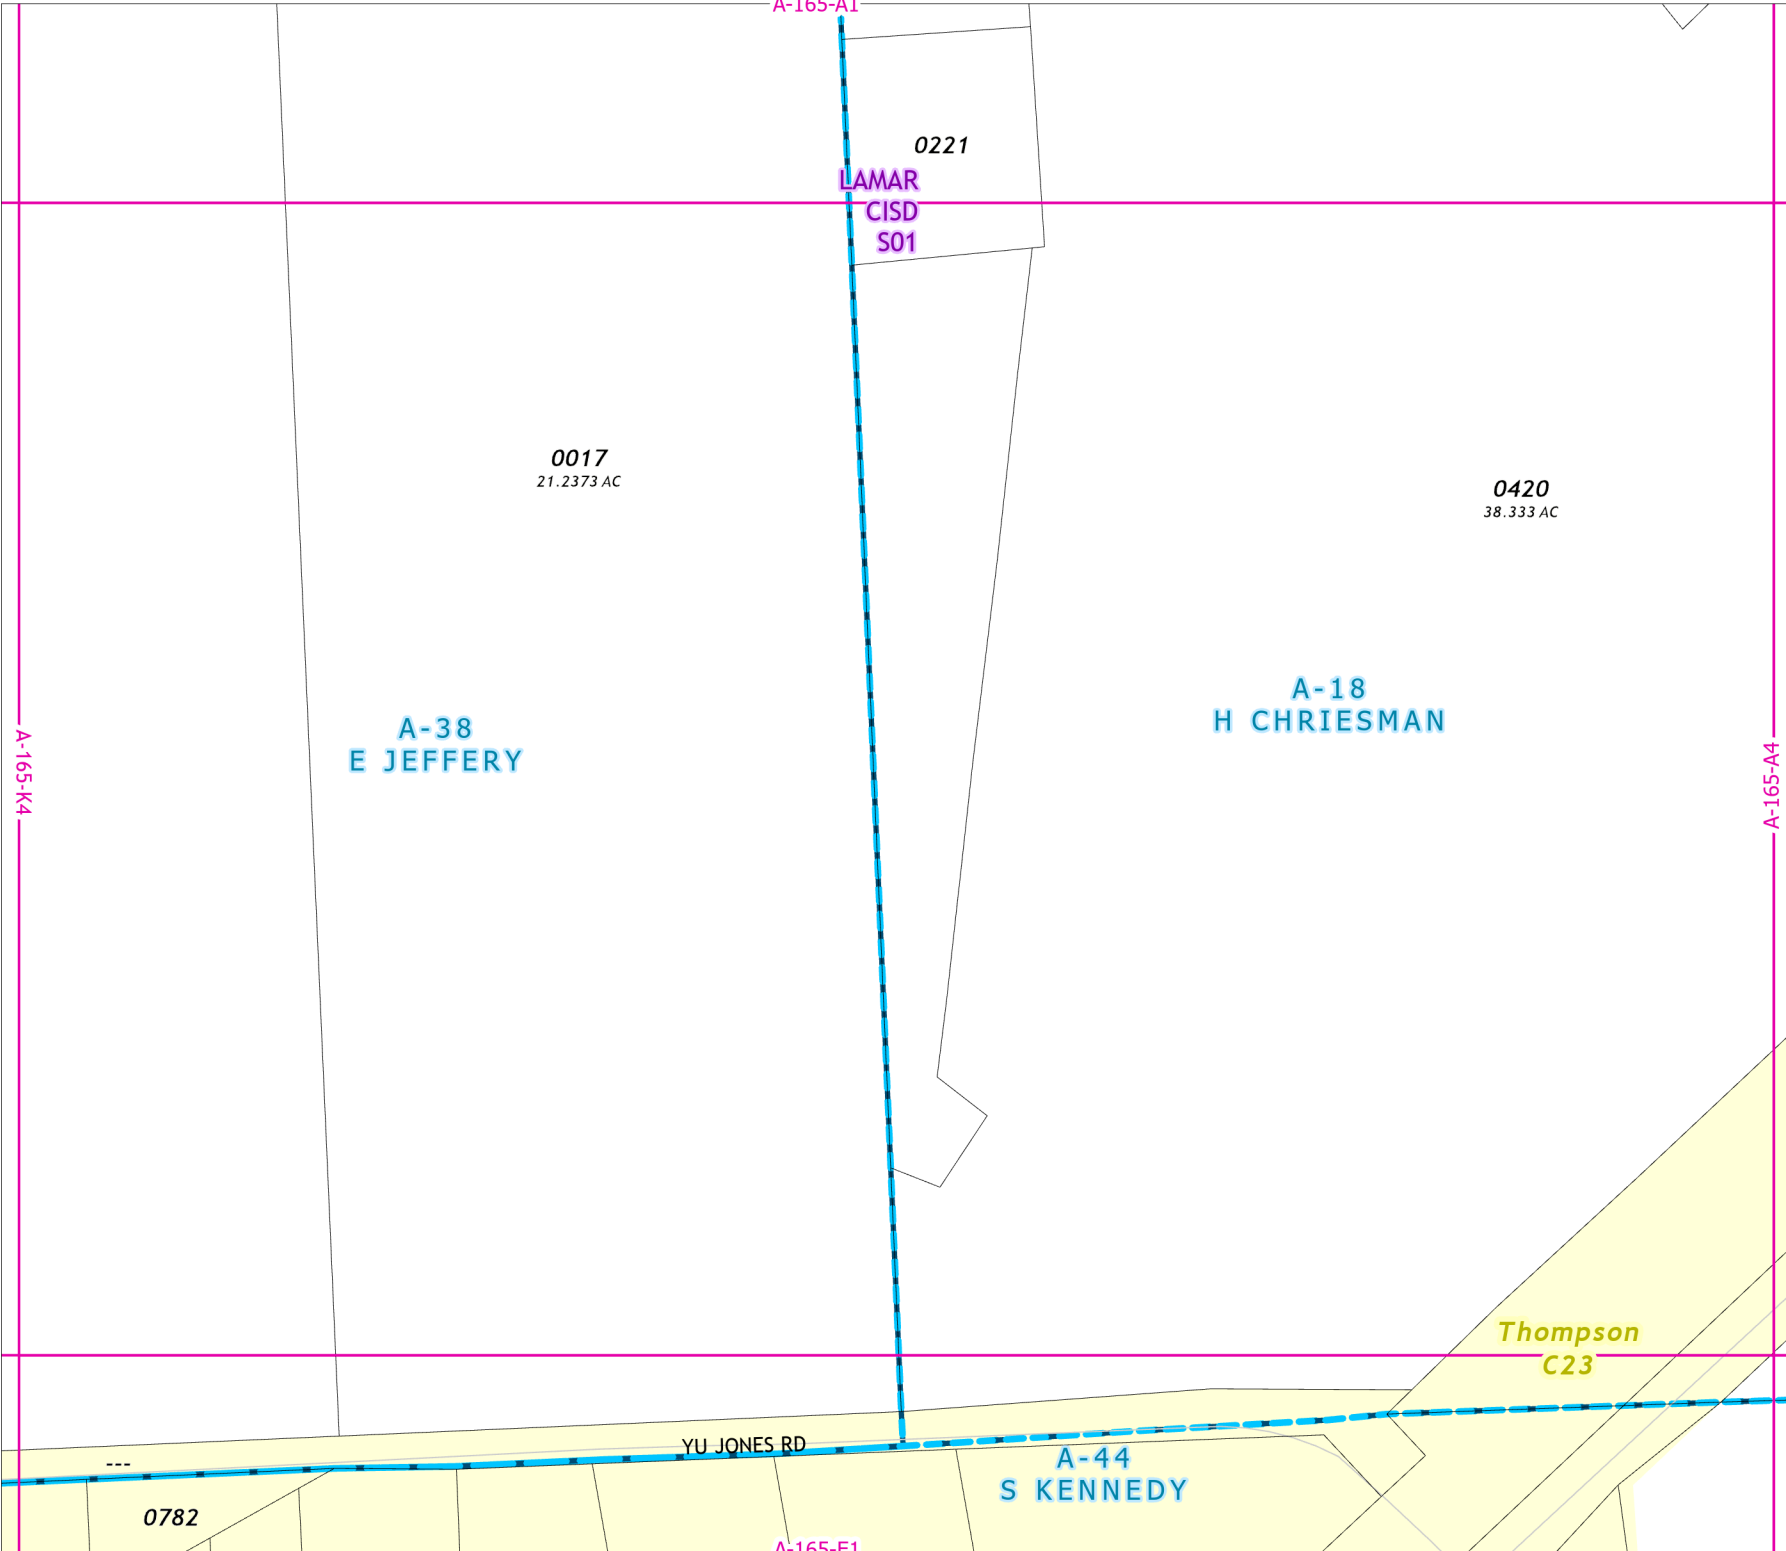 A-165-A1
0221
LAMAR
CISD
S01
0017
21.2373 AC
0420
38.333 AC
A-18
H CHRIESMAN
A-38
E JEFFERY
A-165-K4
A-165-A4
Thompson
C23
YU JONES RD
---
A-44
S KENNEDY
0782
A-165-E1